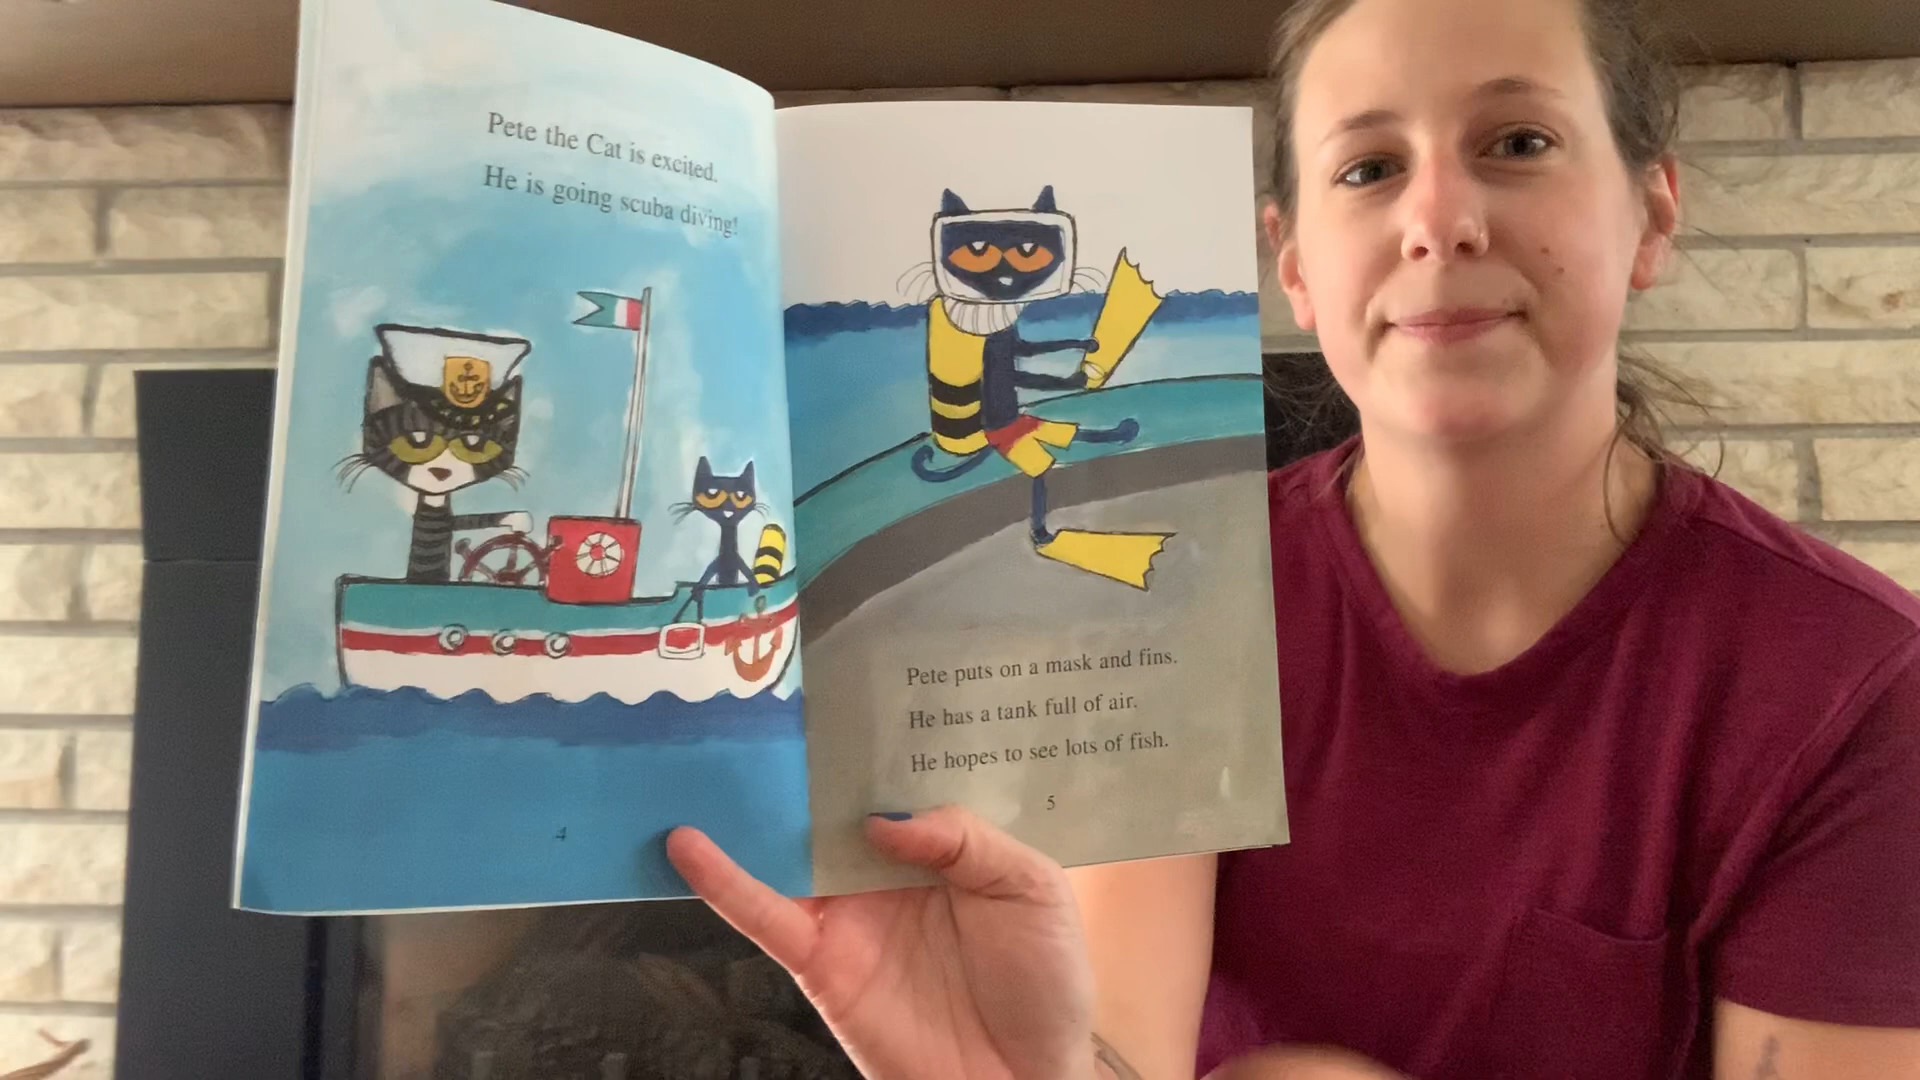 Pete the Cat is excited.
He is going scuba diving!
4
Pete puts on a mask and fins.
He has a tank full of air.
He hopes to see lots of fish.
5